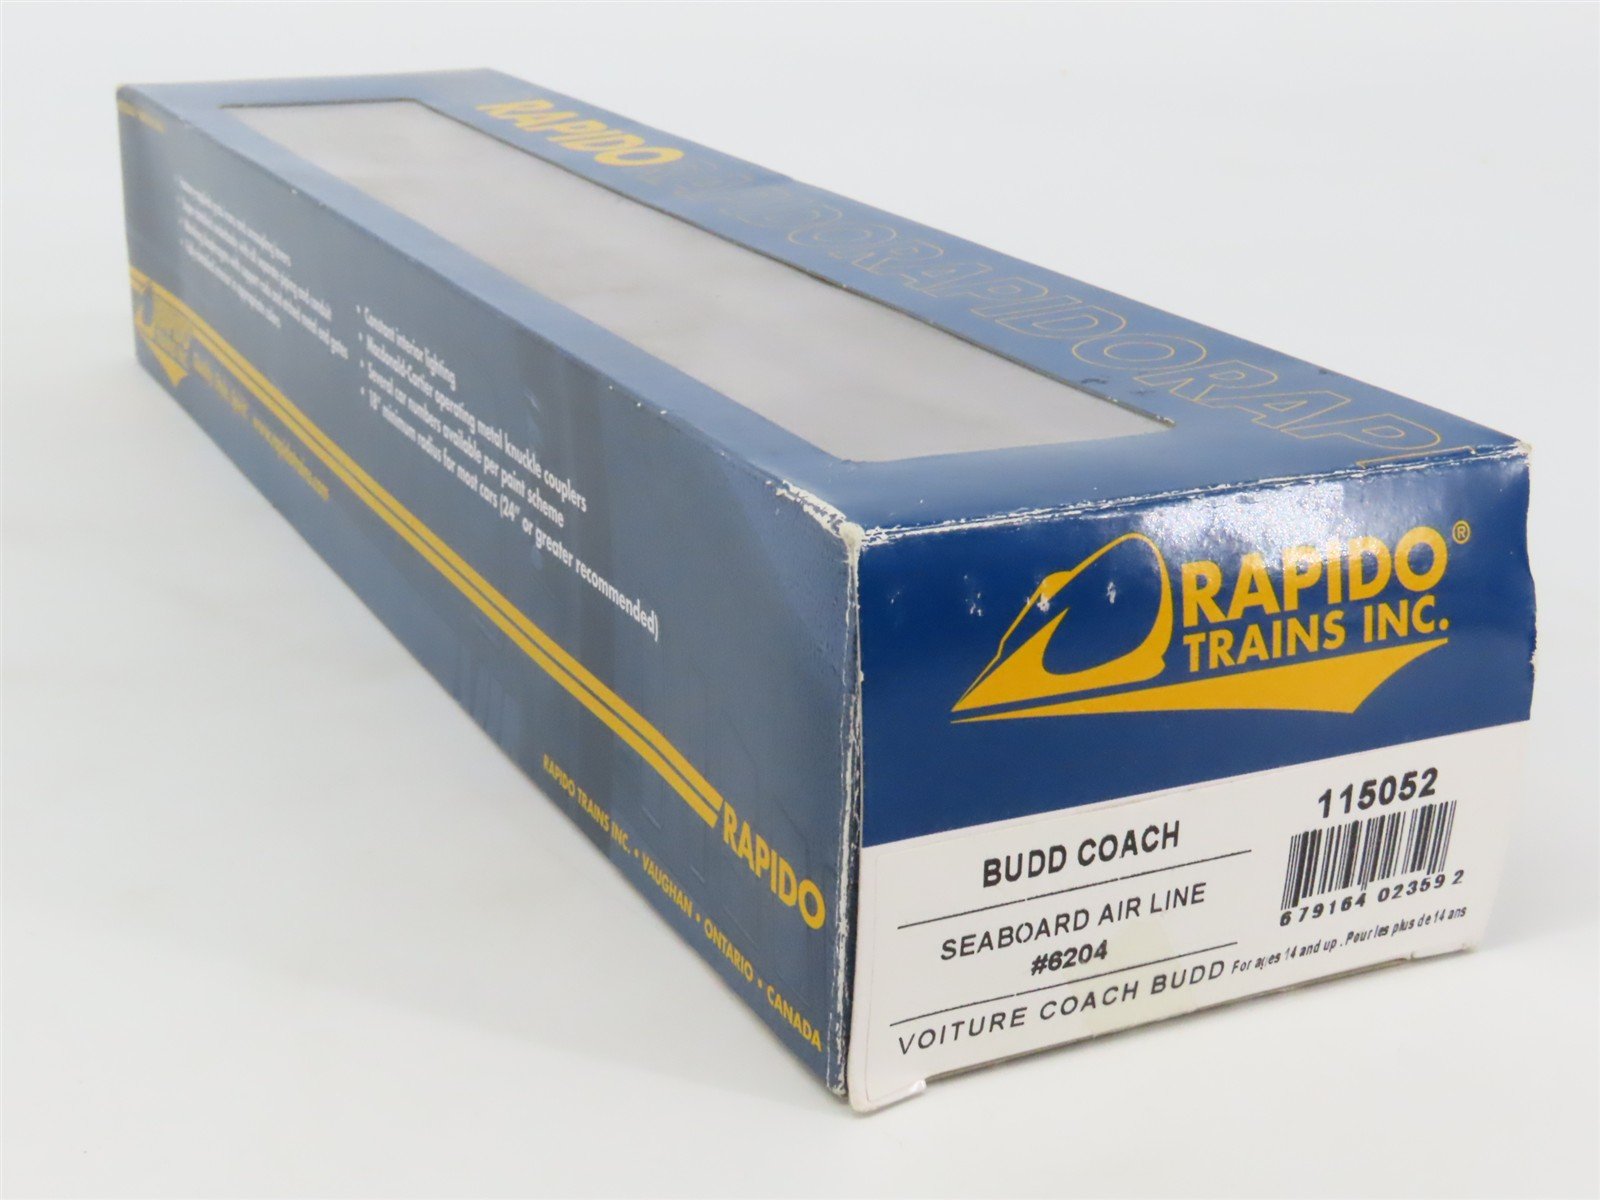 RAPIDO
RAPIDORAPIDORAPI
• Constant interior lighting
• Macdonald-Cartier operating metal knuckle couplers
• Several car numbers available per paint scheme
• 18" minimum radius for most cars (24" or greater recommended)
RAPIDO
RAPIDO TRAINS INC. • VAUGHAN • ONTARIO • CANADA
RAPIDO®
TRAINS INC.
115052
BUDD COACH
SEABOARD AIR LINE
#6204
6 79164 02359 2
VOITURE COACH BUDD
For ages 14 and up . Pour les plus de 14 ans